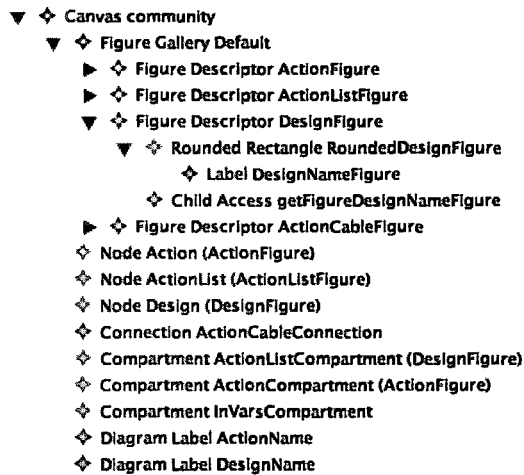 Canvas community
Figure Gallery Default
Figure Descriptor ActionFigure
Figure Descriptor ActionListFigure
Figure Descriptor DesignFigure
Rounded Rectangle RoundedDesignFigure
Label DesignNameFigure
Child Access getFigureDesignNameFigure
Figure Descriptor ActionCableFigure
Node Action (ActionFigure)
Node ActionList (ActionListFigure)
Node Design (DesignFigure)
Connection ActionCableConnection
Compartment ActionListCompartment (DesignFigure)
Compartment ActionCompartment (ActionFigure)
Compartment InVarsCompartment
Diagram Label ActionName
Diagram Label DesignName